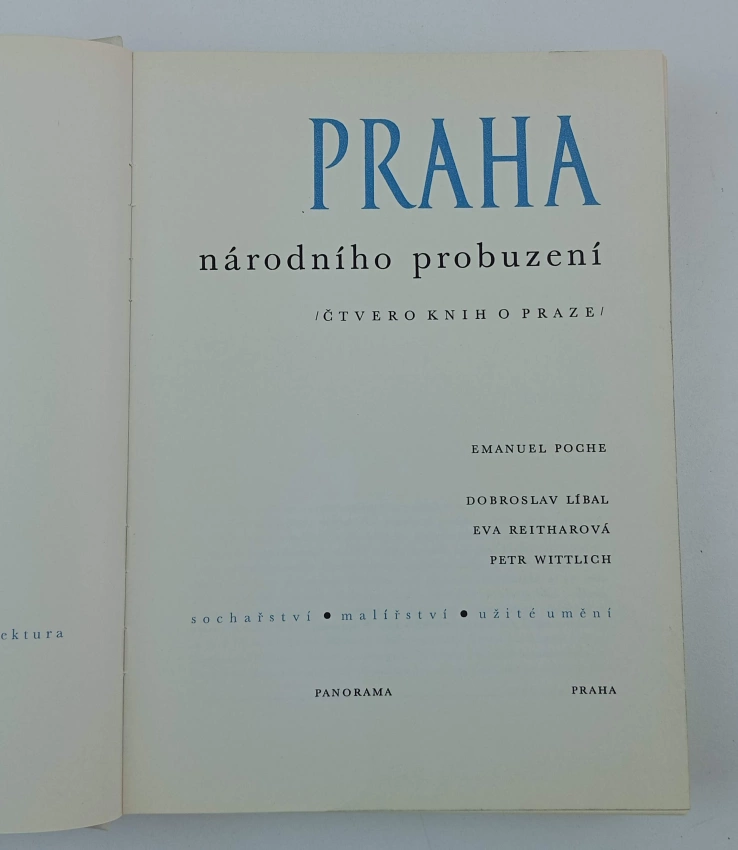 PRAHA
národního probuzení
/ČTVERO KNIH O PRAZE/
EMANUEL POCHE
DOBROSLAV LÍBAL
EVA REITHAROVÁ
PETR WITTLICH
ektura
sochařství • malířství • užité umění
PANORAMA PRAHA